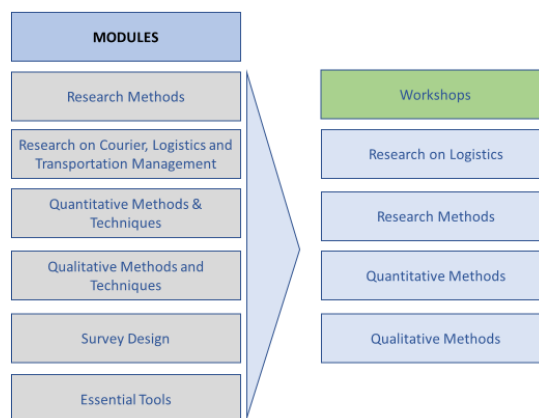 MODULES
Research Methods
Research on Courier, Logistics and
Transportation Management
Quantitative Methods &
Techniques
Qualitative Methods and
Techniques
Survey Design
Essential Tools
Workshops
Research on Logistics
Research Methods
Quantitative Methods
Qualitative Methods